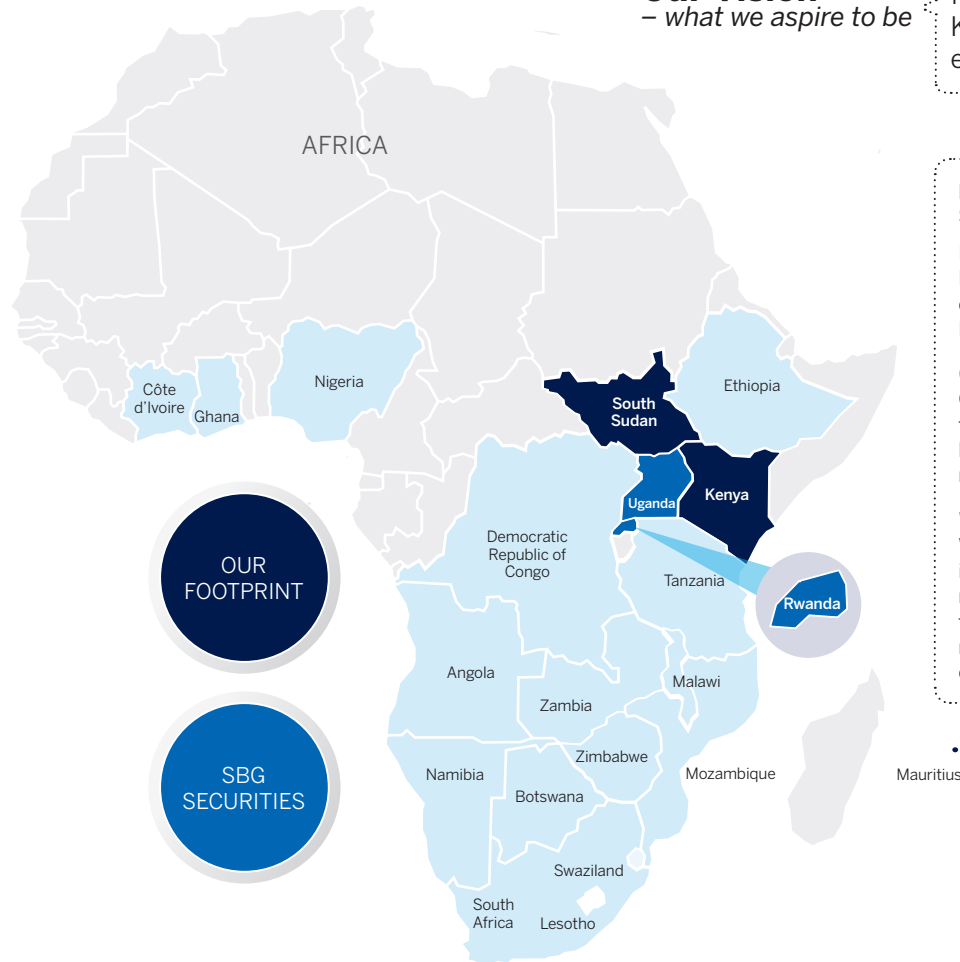 – what we aspire to be
AFRICA
Côte
d'Ivoire
Ghana
Nigeria
Ethiopia
South
Sudan
Uganda
Kenya
Democratic
Republic of
Congo
Tanzania
Rwanda
OUR
FOOTPRINT
Angola
Malawi
Zambia
Zimbabwe
SBG
SECURITIES
Namibia
Botswana
Mozambique
Mauritius
Swaziland
South
Africa
Lesotho